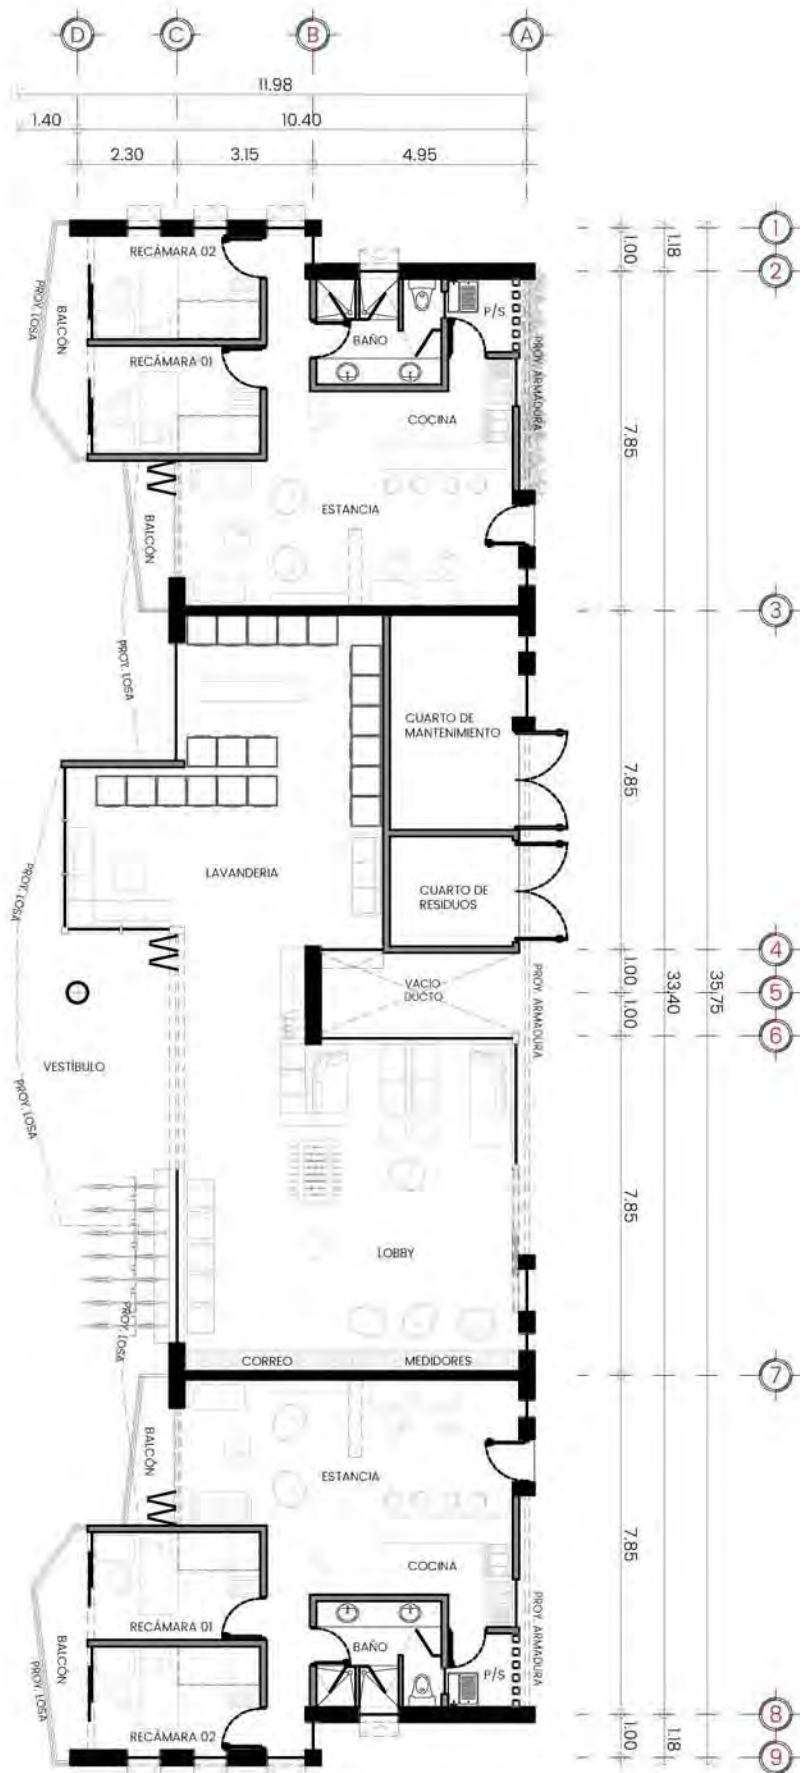 D C B A
11.98
1.40 10.40
2.30 3.15 4.95
1
1.00 1.18
2
RECÁMARA 02
PROY. LOSA
BALCÓN
P/S
BAÑO
PROY. ARMADURA
RECÁMARA 01
COCINA
7.85
ESTANCIA
BALCÓN
3
PROY. LOSA
CUARTO DE
MANTENIMIENTO
7.85
PROY. LOSA
LAVANDERIA
CUARTO DE
RESIDUOS
4
1.00
33.40
35.75
VACIO
DUCTO
PROY. ARMADURA
5
1.00
6
VESTÍBULO
PROY. LOSA
7.85
LOBBY
PROY. LOSA
CORREO
MEDIDORES
7
BALCÓN
ESTANCIA
7.85
COCINA
RECÁMARA 01
BALCÓN
BAÑO
PROY. ARMADURA
P/S
PROY. LOSA
8
RECÁMARA 02
1.00 1.18
9